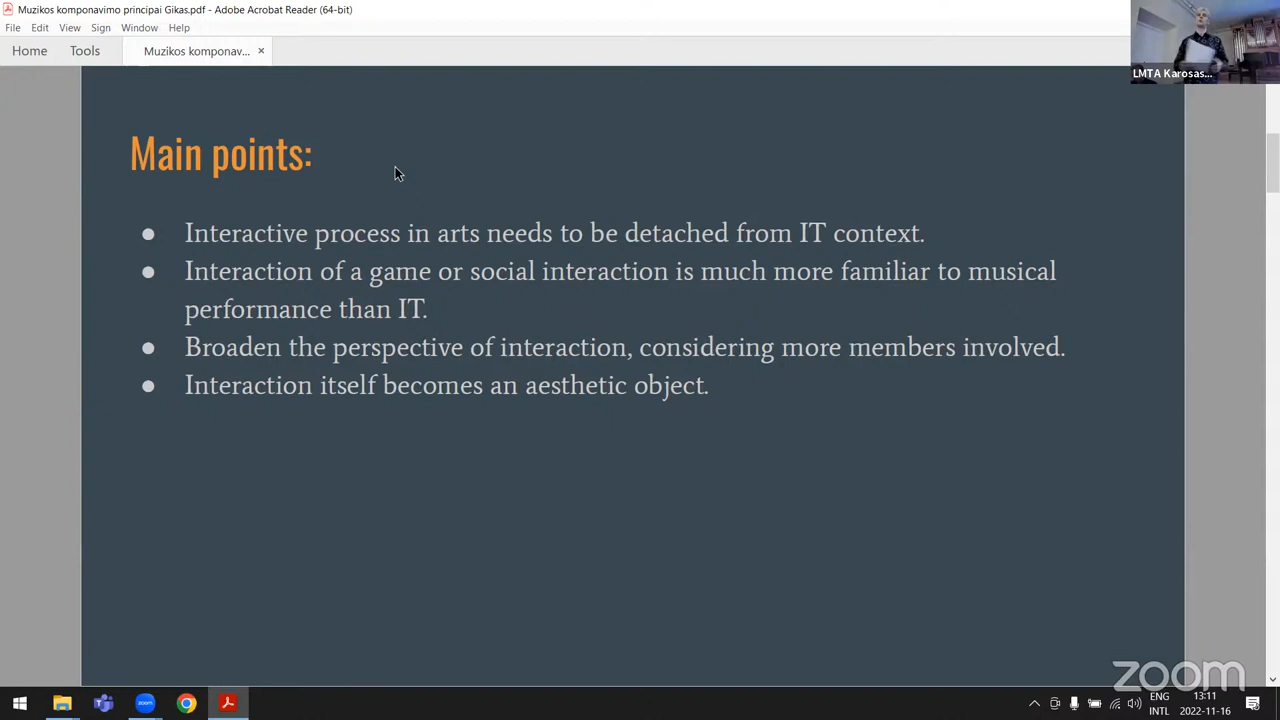 Muzikos komponavimo principai Gikas.pdf - Adobe Acrobat Reader (64-bit)
File Edit View Sign Window Help
Home Tools Muzikos komponav... ×
LMTA Karosas...
Main points:
● Interactive process in arts needs to be detached from IT context.
● Interaction of a game or social interaction is much more familiar to musical
performance than IT.
● Broaden the perspective of interaction, considering more members involved.
● Interaction itself becomes an aesthetic object.
zoom
zoom
ENG 13:11
INTL 2022-11-16